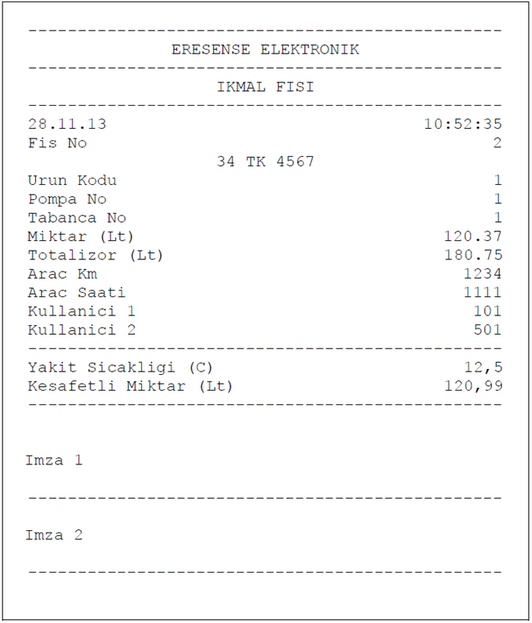 ERESENSE ELEKTRONIK
IKMAL FISI
28.11.13 10:52:35
Fis No 2
34 TK 4567
Urun Kodu 1
Pompa No 1
Tabanca No 1
Miktar (Lt) 120.37
Totalizor (Lt) 180.75
Arac Km 1234
Arac Saati 1111
Kullanici 1 101
Kullanici 2 501
Yakit Sicakligi (C) 12,5
Kesafetli Miktar (Lt) 120,99
Imza 1
Imza 2